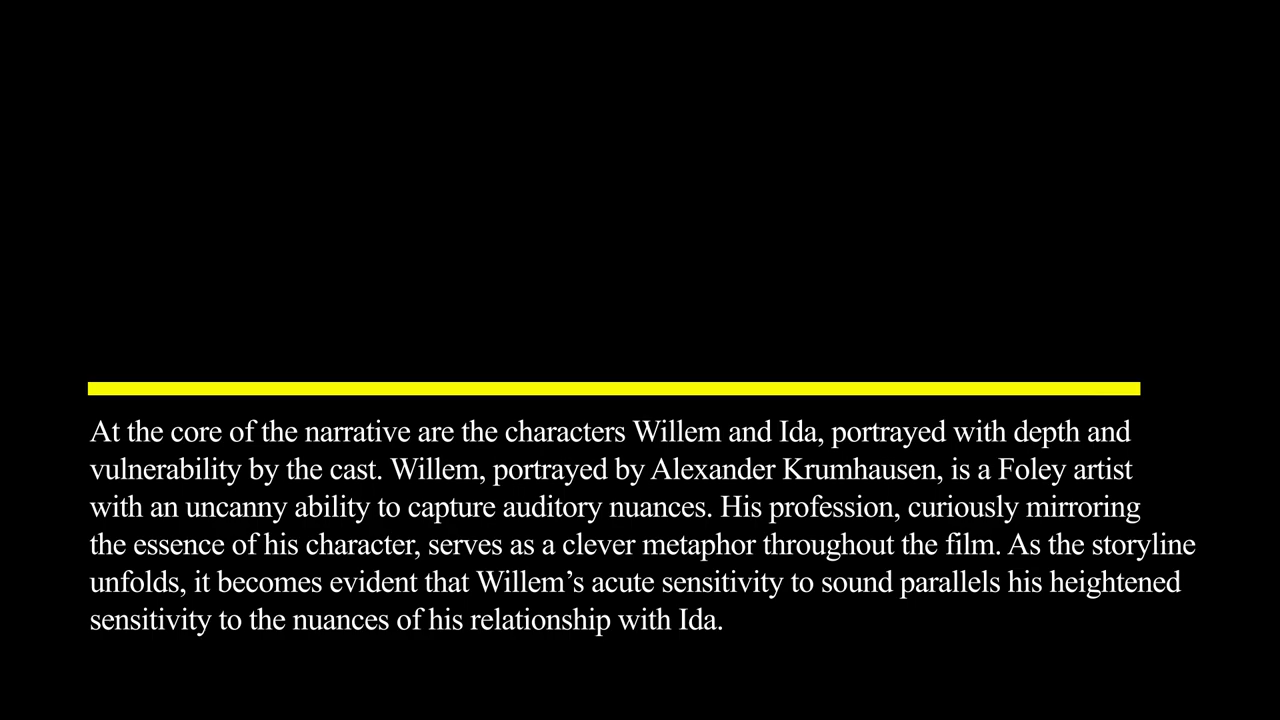 At the core of the narrative are the characters Willem and Ida, portrayed with depth and
vulnerability by the cast. Willem, portrayed by Alexander Krumhausen, is a Foley artist
with an uncanny ability to capture auditory nuances. His profession, curiously mirroring
the essence of his character, serves as a clever metaphor throughout the film. As the storyline
unfolds, it becomes evident that Willem’s acute sensitivity to sound parallels his heightened
sensitivity to the nuances of his relationship with Ida.